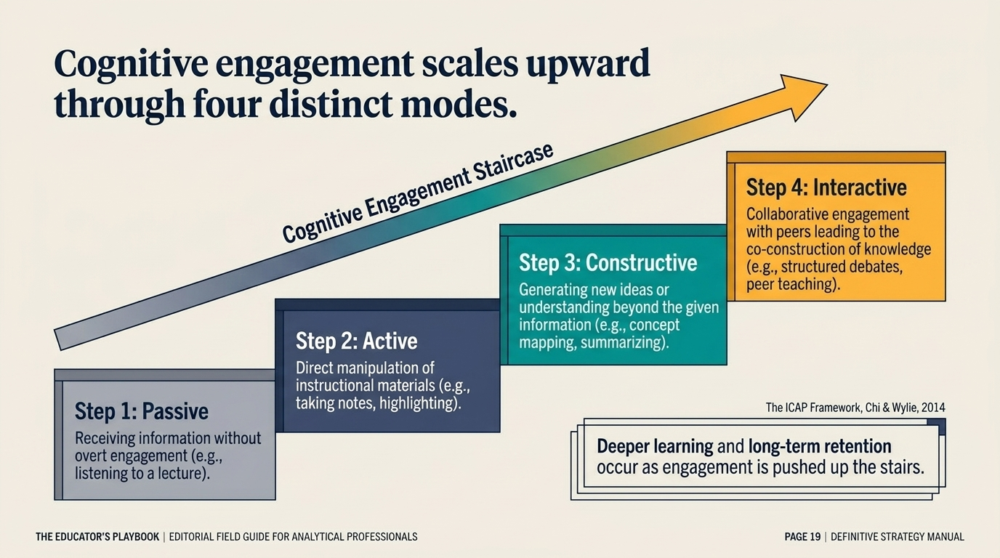 Cognitive engagement scales upward
through four distinct modes.
Cognitive Engagement Staircase
Step 1: Passive
Receiving information without
overt engagement (e.g.,
listening to a lecture).
Step 2: Active
Direct manipulation of
instructional materials (e.g.,
taking notes, highlighting).
Step 3: Constructive
Generating new ideas or
understanding beyond the given
information (e.g., concept
mapping, summarizing).
Step 4: Interactive
Collaborative engagement
with peers leading to the
co-construction of knowledge
(e.g., structured debates,
peer teaching).
The ICAP Framework, Chi & Wylie, 2014
Deeper learning and long-term retention
occur as engagement is pushed up the stairs.
THE EDUCATOR'S PLAYBOOK | EDITORIAL FIELD GUIDE FOR ANALYTICAL PROFESSIONALS
PAGE 19 | DEFINITIVE STRATEGY MANUAL